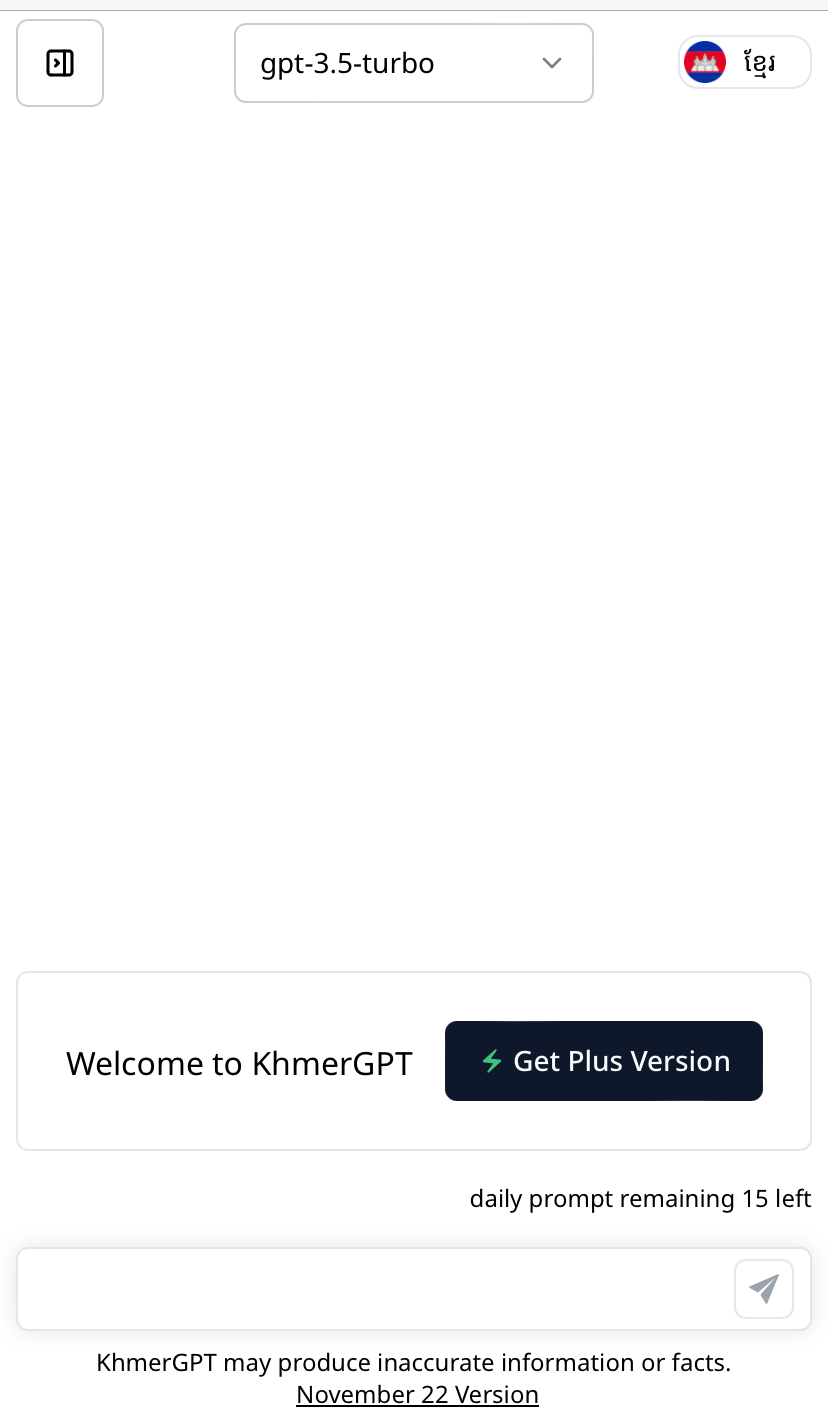 gpt-3.5-turbo
ខ្មែរ
Welcome to KhmerGPT
Get Plus Version
daily prompt remaining 15 left
KhmerGPT may produce inaccurate information or facts.
November 22 Version